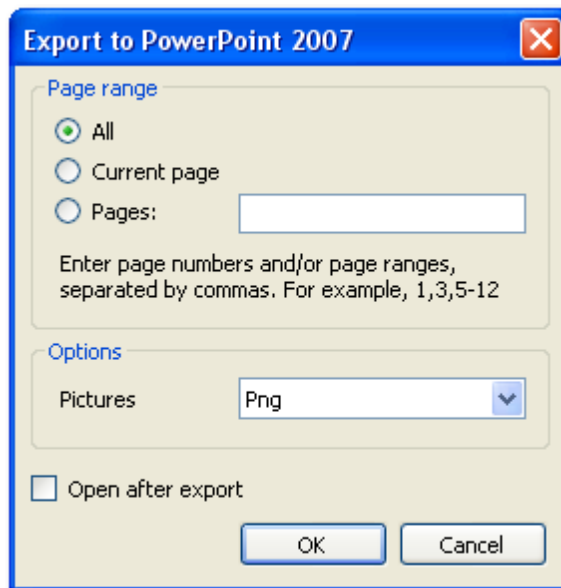 Export to PowerPoint 2007
Page range
All
Current page
Pages:
Enter page numbers and/or page ranges,
separated by commas. For example, 1,3,5-12
Options
Pictures Png
Open after export
OK Cancel